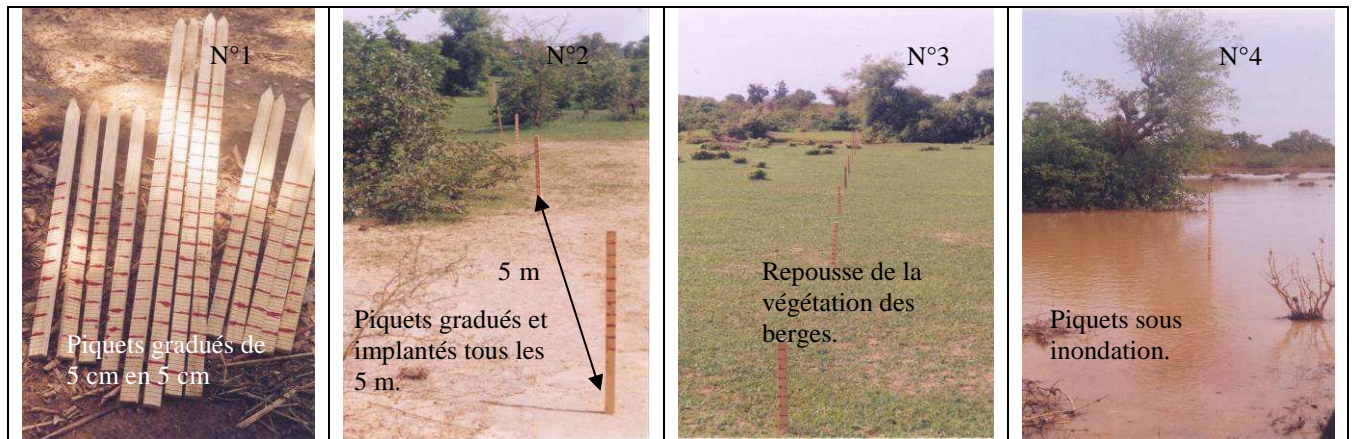 N°1
Piquets gradués de
5 cm en 5 cm
N°2
5 m
Piquets gradués et
implantés tous les
5 m.
N°3
Repousse de la
végétation des
berges.
N°4
Piquets sous
inondation.